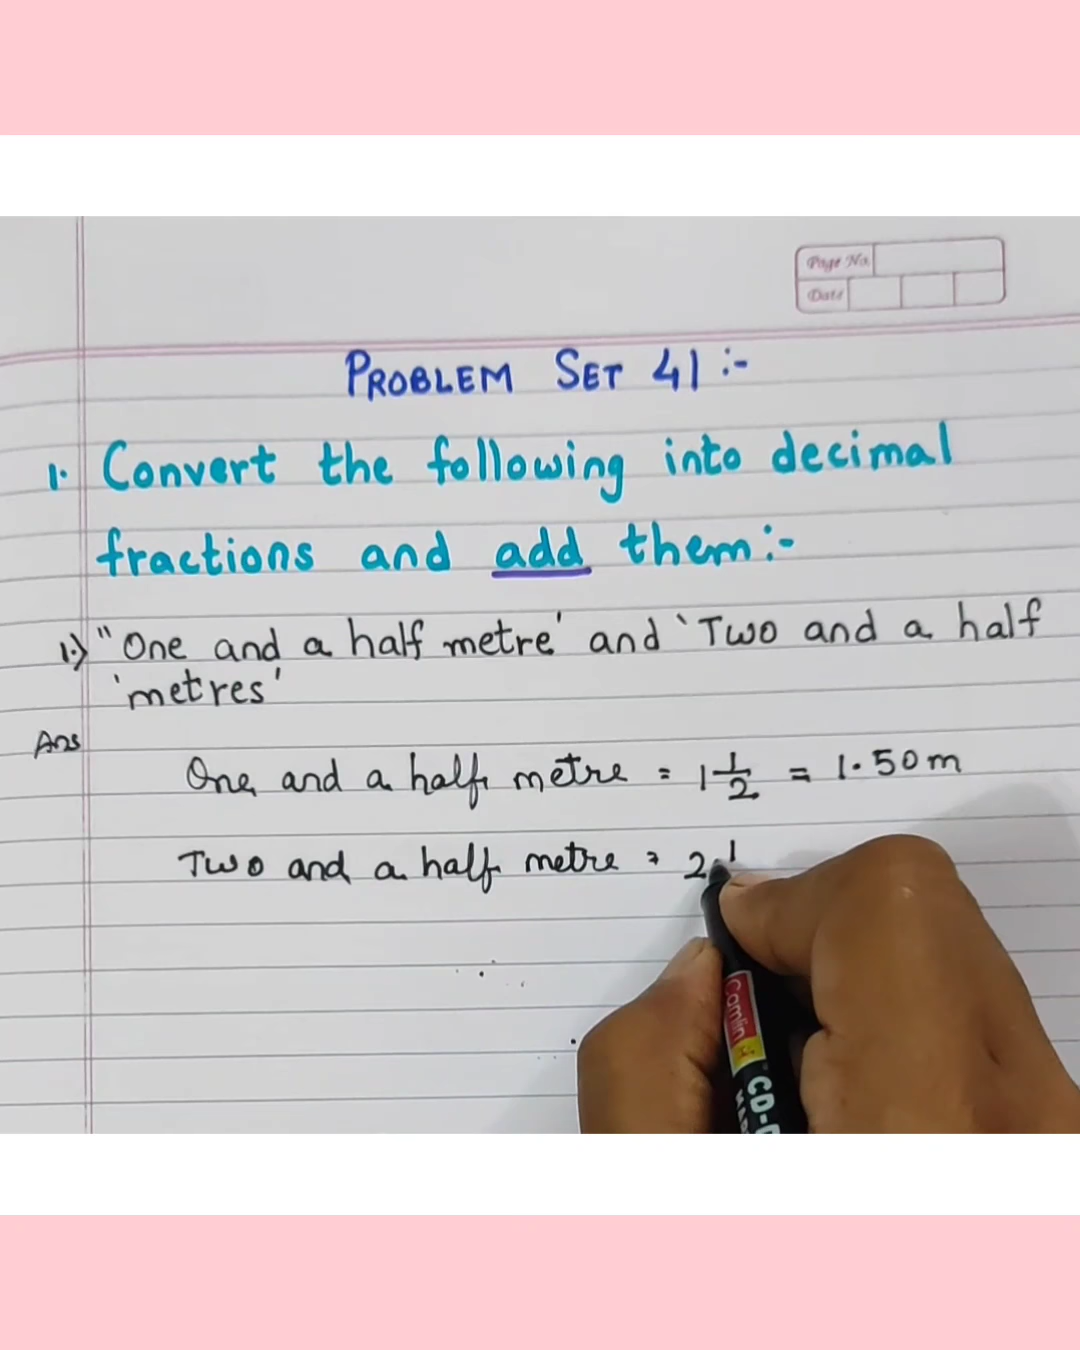 Page No.
Date
PROBLEM SET 41 :-
1. Convert the following into decimal
fractions and add them :-
1.) "One and a half metre' and 'Two and a half
'metres'
Ans
One and a half metre = 1 1/2 = 1.50 m
Two and a half metre = 2 1
Camlin
CD-